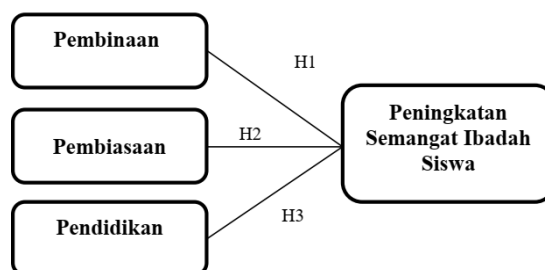 Pembinaan
H1
Pembiasaan
H2
Peningkatan
Semangat Ibadah
Siswa
Pendidikan
H3